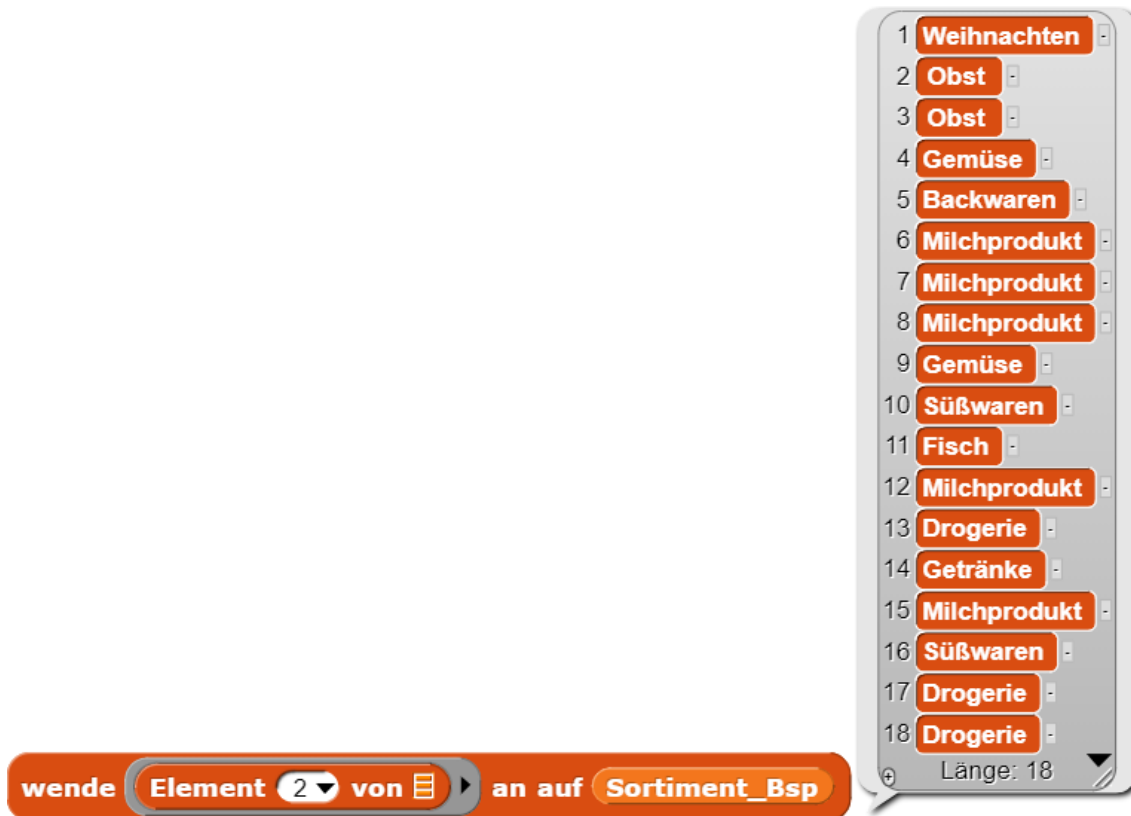 1 Weihnachten -
2 Obst -
3 Obst -
4 Gemüse -
5 Backwaren -
6 Milchprodukt -
7 Milchprodukt -
8 Milchprodukt -
9 Gemüse -
10 Süßwaren -
11 Fisch -
12 Milchprodukt -
13 Drogerie -
14 Getränke -
15 Milchprodukt -
16 Süßwaren -
17 Drogerie -
18 Drogerie -
Länge: 18
wende Element 2 von an auf Sortiment_Bsp